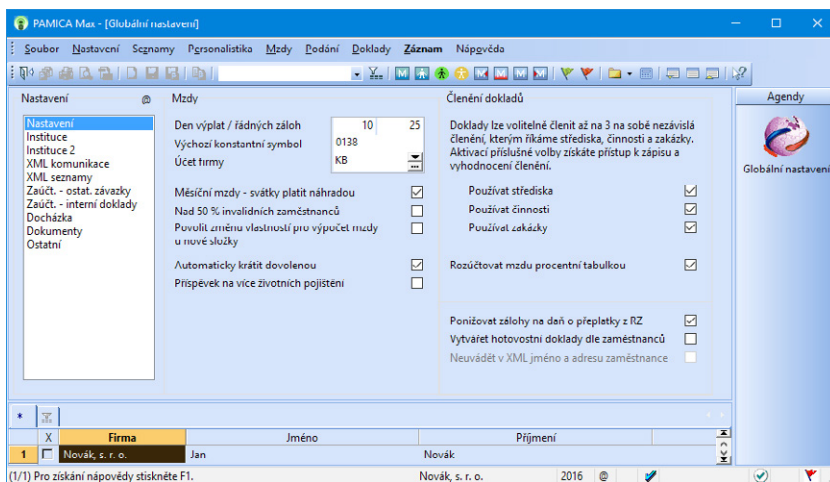 PAMICA Max - [Globální nastavení]
Soubor Nastavení Seznamy Personalistika Mzdy Podání Doklady Záznam Nápověda
Nastavení
@
Nastavení
Instituce
Instituce 2
XML komunikace
XML seznamy
Zaúčt. - ostat. závazky
Zaúčt. - interní doklady
Docházka
Dokumenty
Ostatní
Mzdy
Den výplat / řádných záloh 10 25
Výchozí konstantní symbol 0138
Účet firmy KB
Měsíční mzdy - svátky platit náhradou
Nad 50 % invalidních zaměstnanců
Povolit změnu vlastností pro výpočet mzdy
u nové složky
Automaticky krátit dovolenou
Příspěvek na více životních pojištění
Členění dokladů
Doklady lze volitelně členit až na 3 na sobě nezávislá
členění, kterým říkáme střediska, činnosti a zakázky.
Aktivací příslušné volby získáte přístup k zápisu a
vyhodnocení členění.
Používat střediska
Používat činnosti
Používat zakázky
Rozúčtovat mzdu procentní tabulkou
Ponižovat zálohy na daň o přeplatky z RZ
Vytvářet hotovostní doklady dle zaměstnanců
Neuvádět v XML jméno a adresu zaměstnance
Agendy
Globální nastavení
*
X Firma Jméno Příjmení
1 Novák, s. r. o. Jan Novák
(1/1) Pro získání nápovědy stiskněte F1. Novák, s. r. o. 2016 @